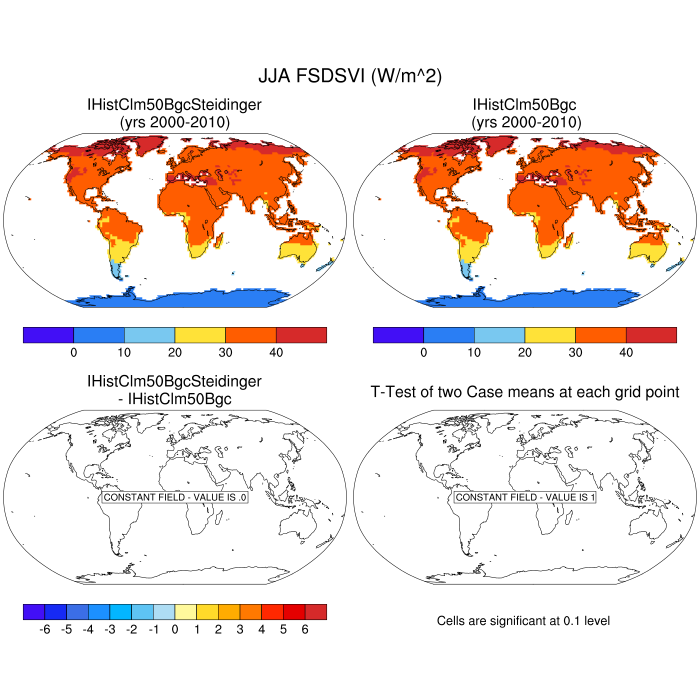 JJA FSDSVI (W/m^2)
IHistClm50BgcSteidinger
(yrs 2000-2010)
IHistClm50Bgc
(yrs 2000-2010)
0 10 20 30 40
0 10 20 30 40
IHistClm50BgcSteidinger
- IHistClm50Bgc
T-Test of two Case means at each grid point
CONSTANT FIELD - VALUE IS .0
CONSTANT FIELD - VALUE IS 1
-6 -5 -4 -3 -2 -1 0 1 2 3 4 5 6
Cells are significant at 0.1 level